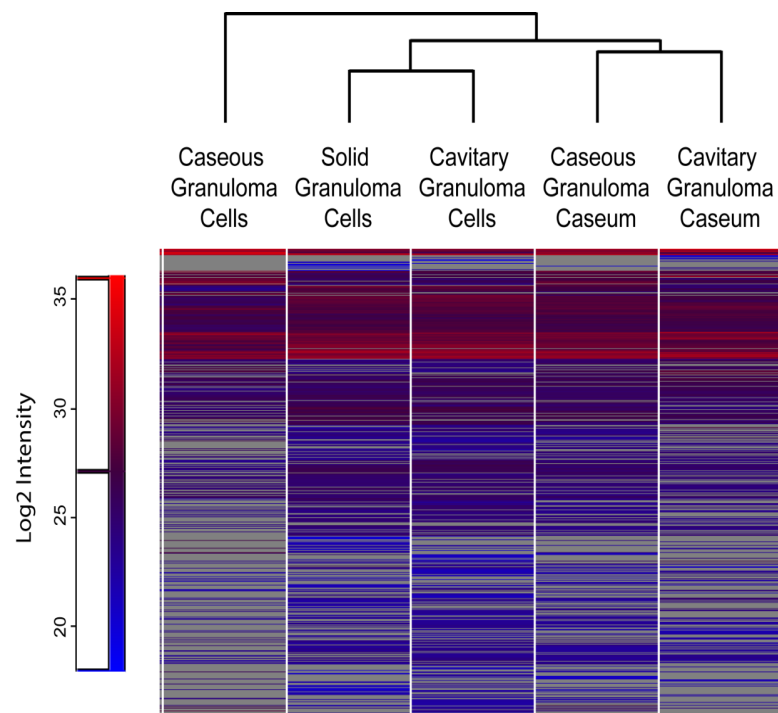 Caseous Granuloma Cells
Solid Granuloma Cells
Cavitary Granuloma Cells
Caseous Granuloma Caseum
Cavitary Granuloma Caseum
Log2 Intensity
35
30
25
20